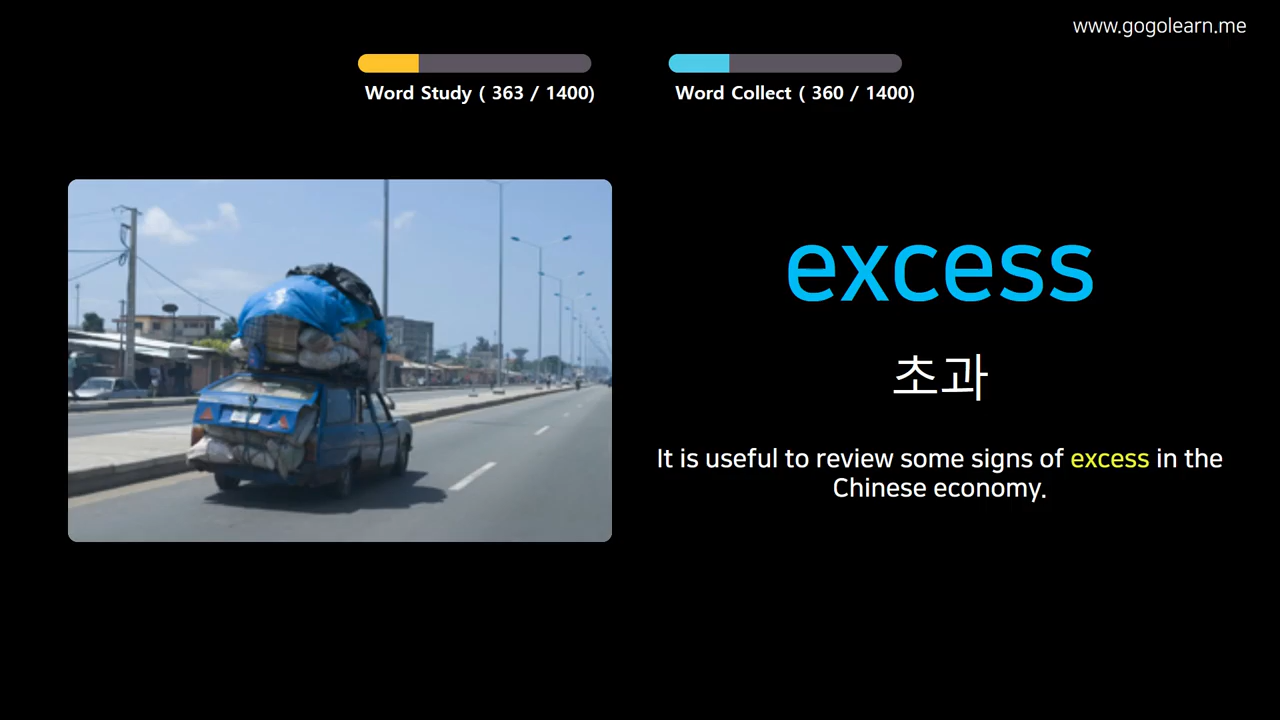 www.gogolearn.me
Word Study ( 363 / 1400)
Word Collect ( 360 / 1400)
excess
초과
It is useful to review some signs of excess in the
Chinese economy.